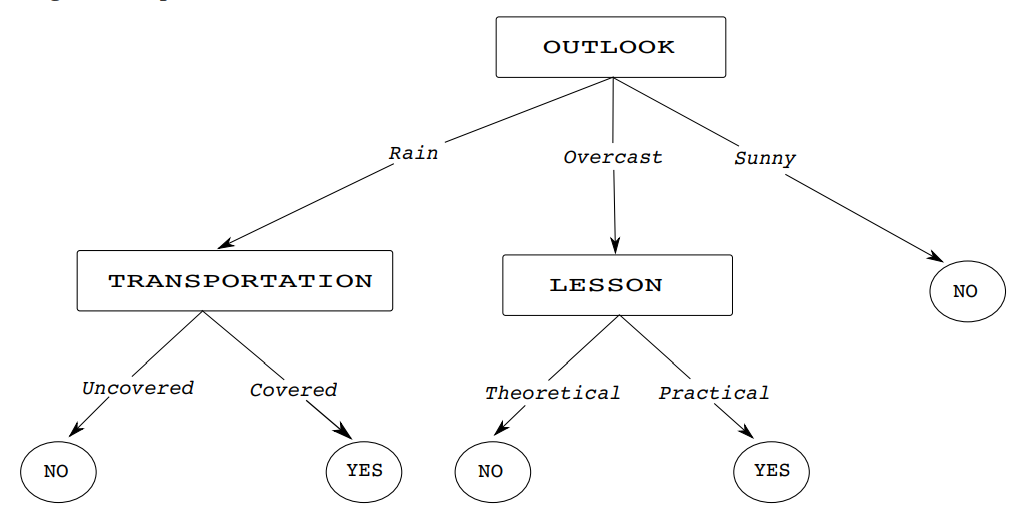 OUTLOOK
Rain
Overcast
Sunny
TRANSPORTATION
LESSON
NO
Uncovered
Covered
Theoretical
Practical
NO
YES
NO
YES